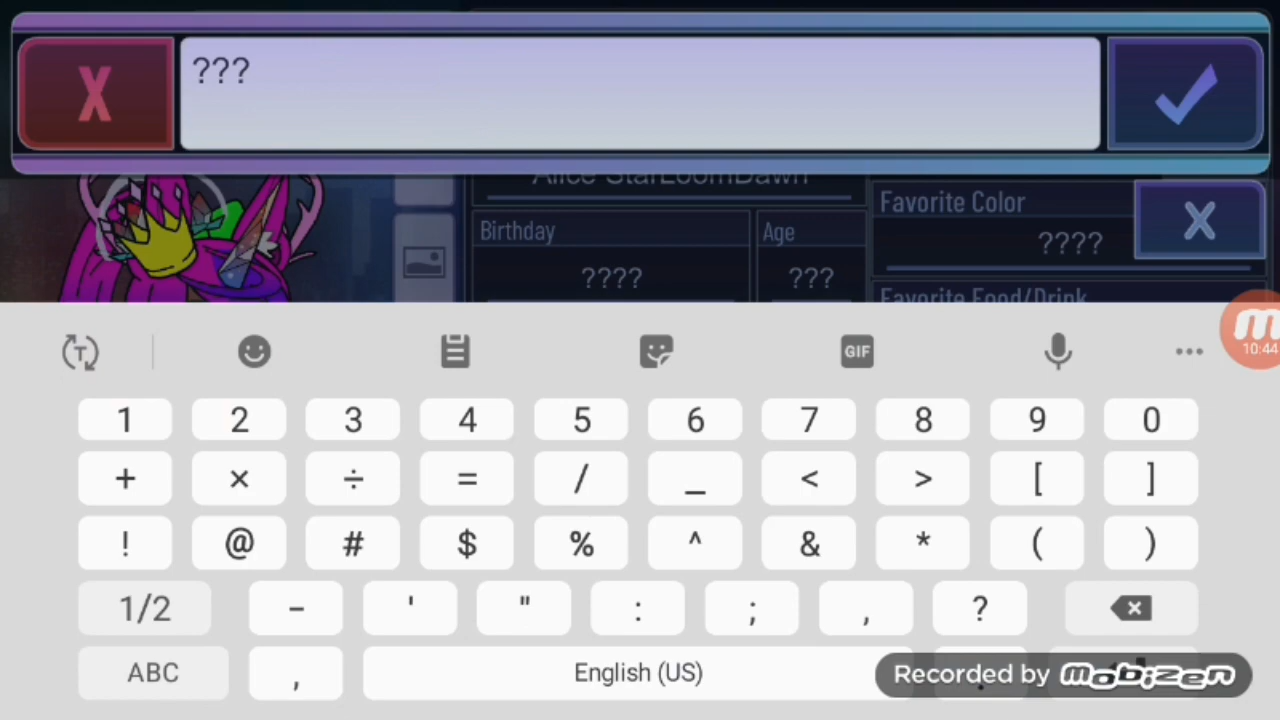 X
???
Alice StarLoomDawn
Favorite Color
????
X
Birthday
Age
????
???
Favorite Food/Drink
T
GIF
10:44
1 2 3 4 5 6 7 8 9 0
+ × ÷ = / _ < > [ ]
! @ # $ % ^ & * ( )
1/2 - ' " : ; , ?
ABC , English (US)
Recorded by mobizen